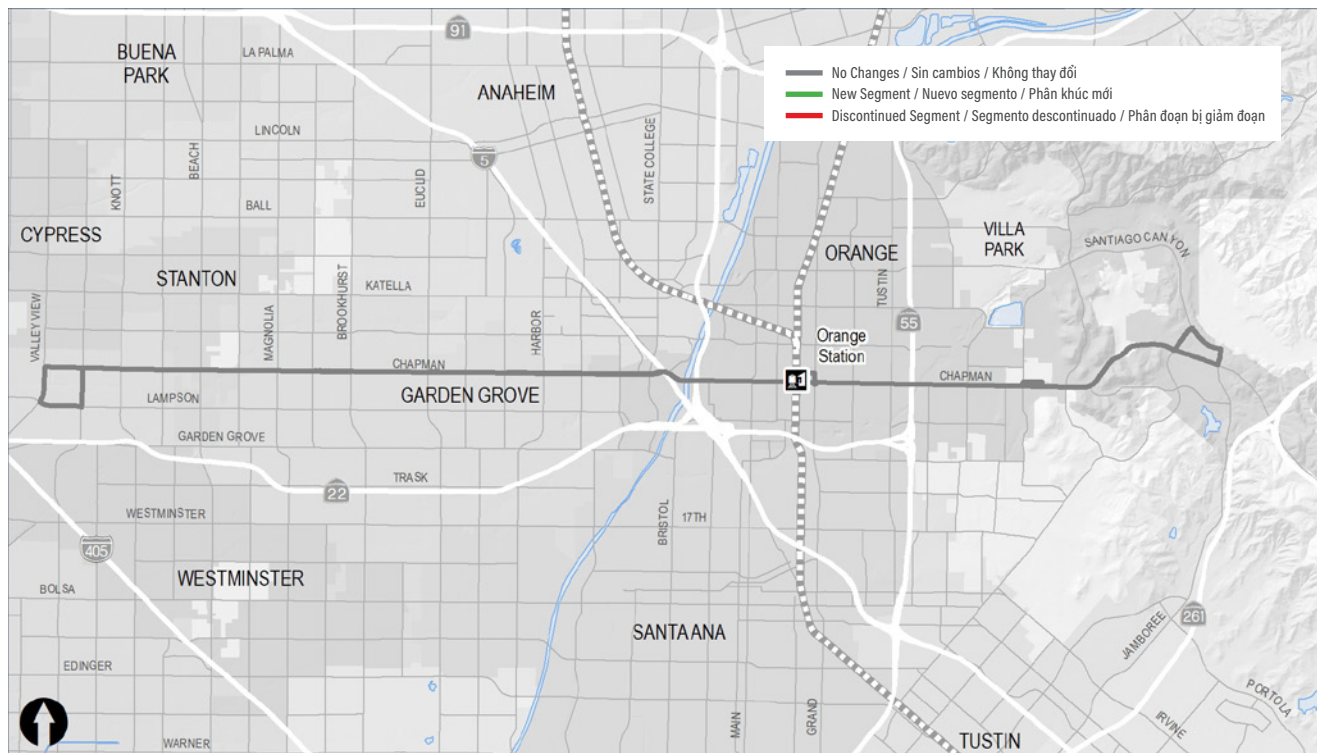 No Changes / Sin cambios / Không thay đổi
New Segment / Nuevo segmento / Phân khúc mới
Discontinued Segment / Segmento descontinuado / Phân đoạn bị giảm đoạn
91
BUENA
PARK
LA PALMA
ANAHEIM
LINCOLN
5
STATE COLLEGE
BEACH
KNOTT
EUCUD
BALL
CYPRESS
STANTON
VILLA
PARK
SANTIAGO CANYON
ORANGE
TUSTIN
KATELLA
BROOKHURST
MAGNOLIA
HARBOR
VALLEY VIEW
55
Orange
Station
CHAPMAN
CHAPMAN
GARDEN GROVE
LAMPSON
GARDEN GROVE
TRASK
22
WESTMINSTER
BRISTOL
17TH
405
WESTMINSTER
BOLSA
SANTA ANA
261
JAMBOREE
EDINGER
PORTOLA
MAIN
GRAND
IRVINE
WARNER
TUSTIN